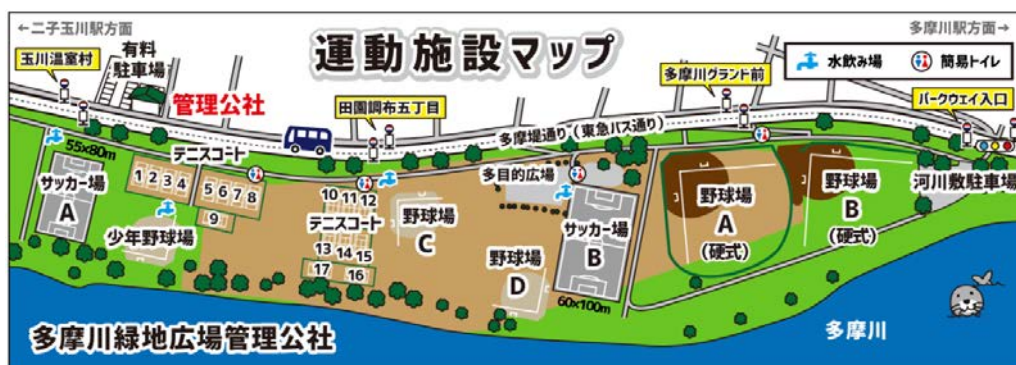 ←二子玉川駅方面
多摩川駅方面→
運動施設マップ
水飲み場
簡易トイレ
玉川温室村
有料
駐車場
管理公社
田園調布五丁目
多摩川グランド前
パークウェイ入口
多摩堤通り(東急バス通り)
55x80m
サッカー場
A
テニスコート
1
2
3
4
5
6
7
8
9
少年野球場
10
11
12
テニスコート
13
14
15
17
16
野球場
C
多目的広場
野球場
D
サッカー場
B
60x100m
野球場
A
(硬式)
野球場
B
(硬式)
河川敷駐車場
多摩川
多摩川緑地広場管理公社